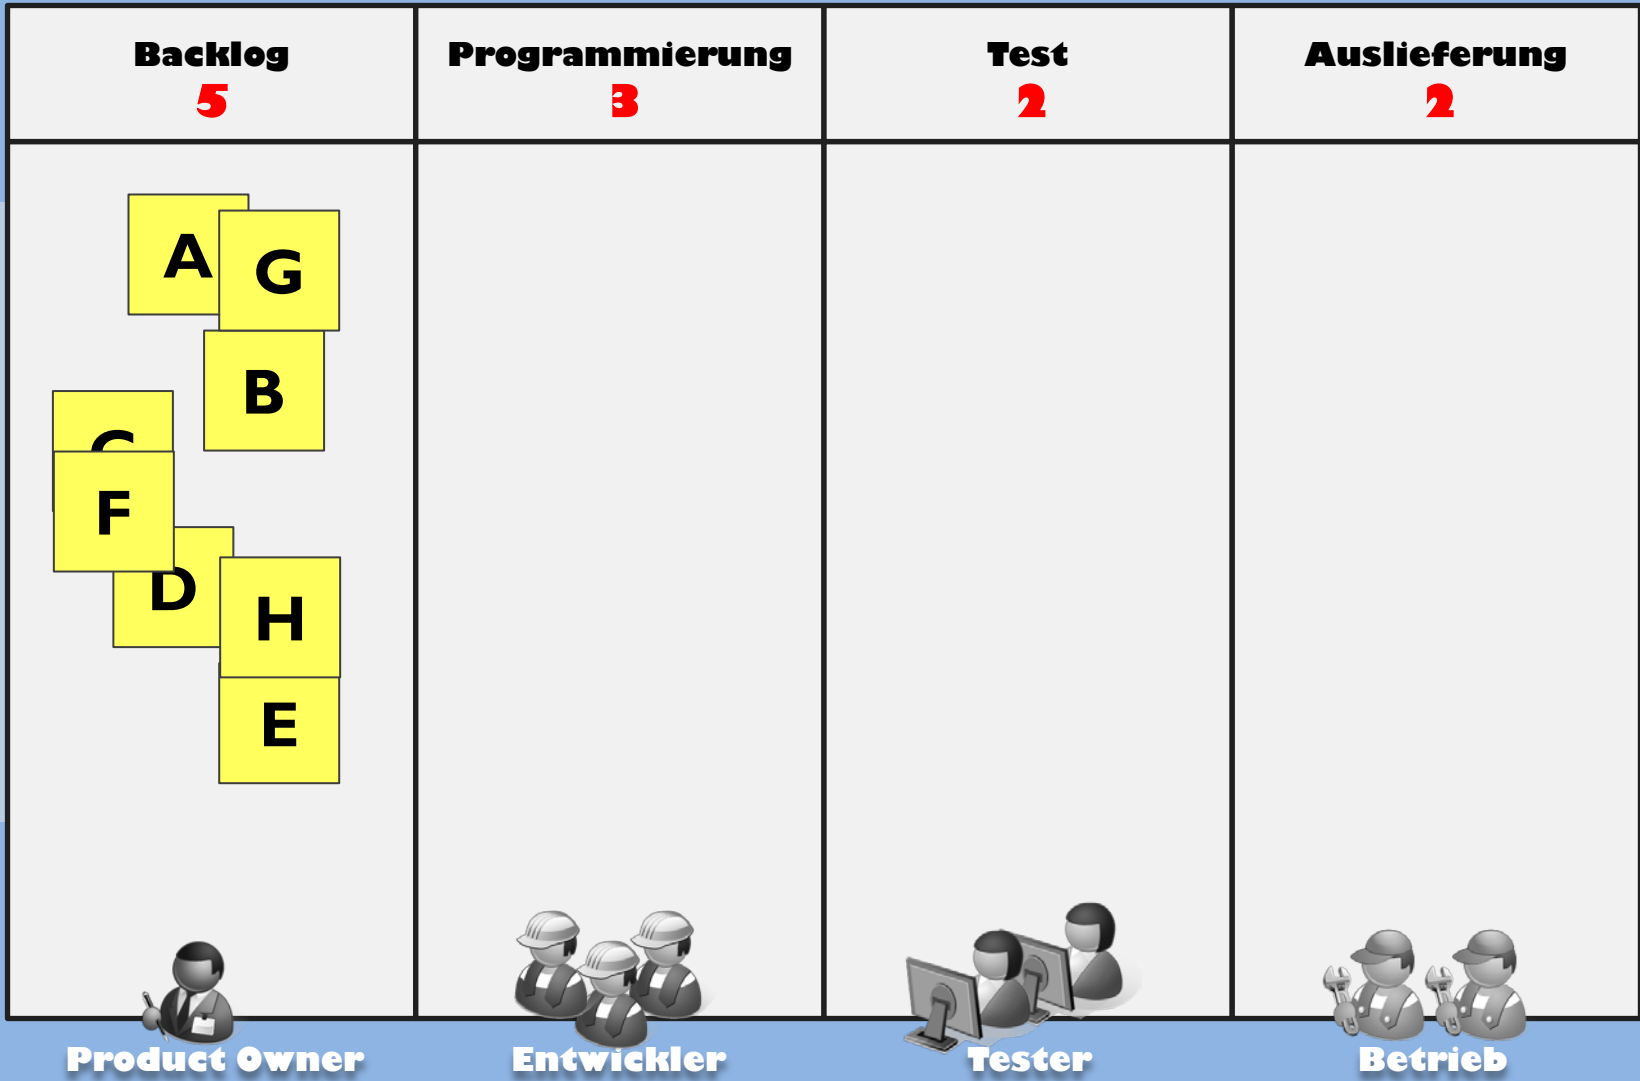 Backlog
5
Programmierung
3
Test
2
Auslieferung
2
A
G
B
C
F
D
H
E
Product Owner
Entwickler
Tester
Betrieb